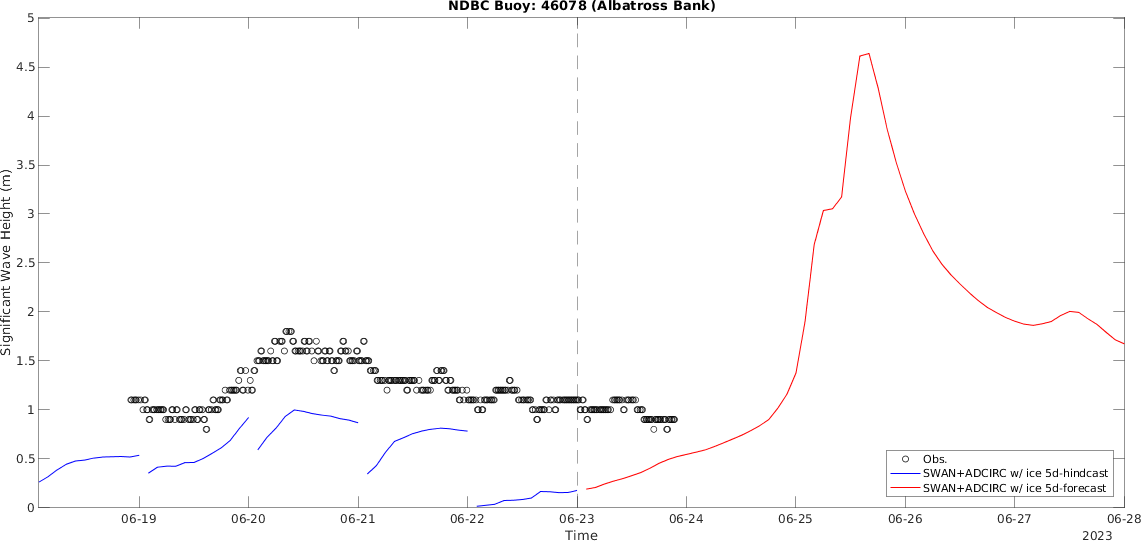 NDBC Buoy: 46078 (Albatross Bank)
5
4.5
4
3.5
3
2.5
2
1.5
1
0.5
0
Significant Wave Height (m)
Obs.
SWAN+ADCIRC w/ ice 5d-hindcast
SWAN+ADCIRC w/ ice 5d-forecast
06-19 06-20 06-21 06-22 06-23 06-24 06-25 06-26 06-27 06-28
Time 2023